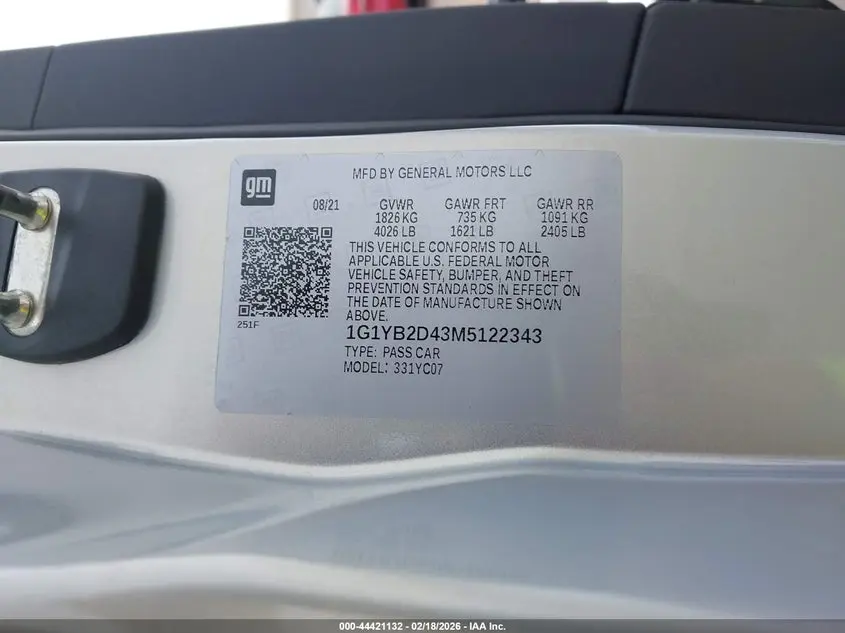 gm
MFD BY GENERAL MOTORS LLC
08/21 GVWR GAWR FRT GAWR RR
1826 KG 735 KG 1091 KG
4026 LB 1621 LB 2405 LB
THIS VEHICLE CONFORMS TO ALL
APPLICABLE U.S. FEDERAL MOTOR
VEHICLE SAFETY, BUMPER, AND THEFT
PREVENTION STANDARDS IN EFFECT ON
THE DATE OF MANUFACTURE SHOWN
ABOVE.
251F
1G1YB2D43M5122343
TYPE: PASS CAR
MODEL: 331YC07
000-44421132 - 02/18/2026 - IAA Inc.